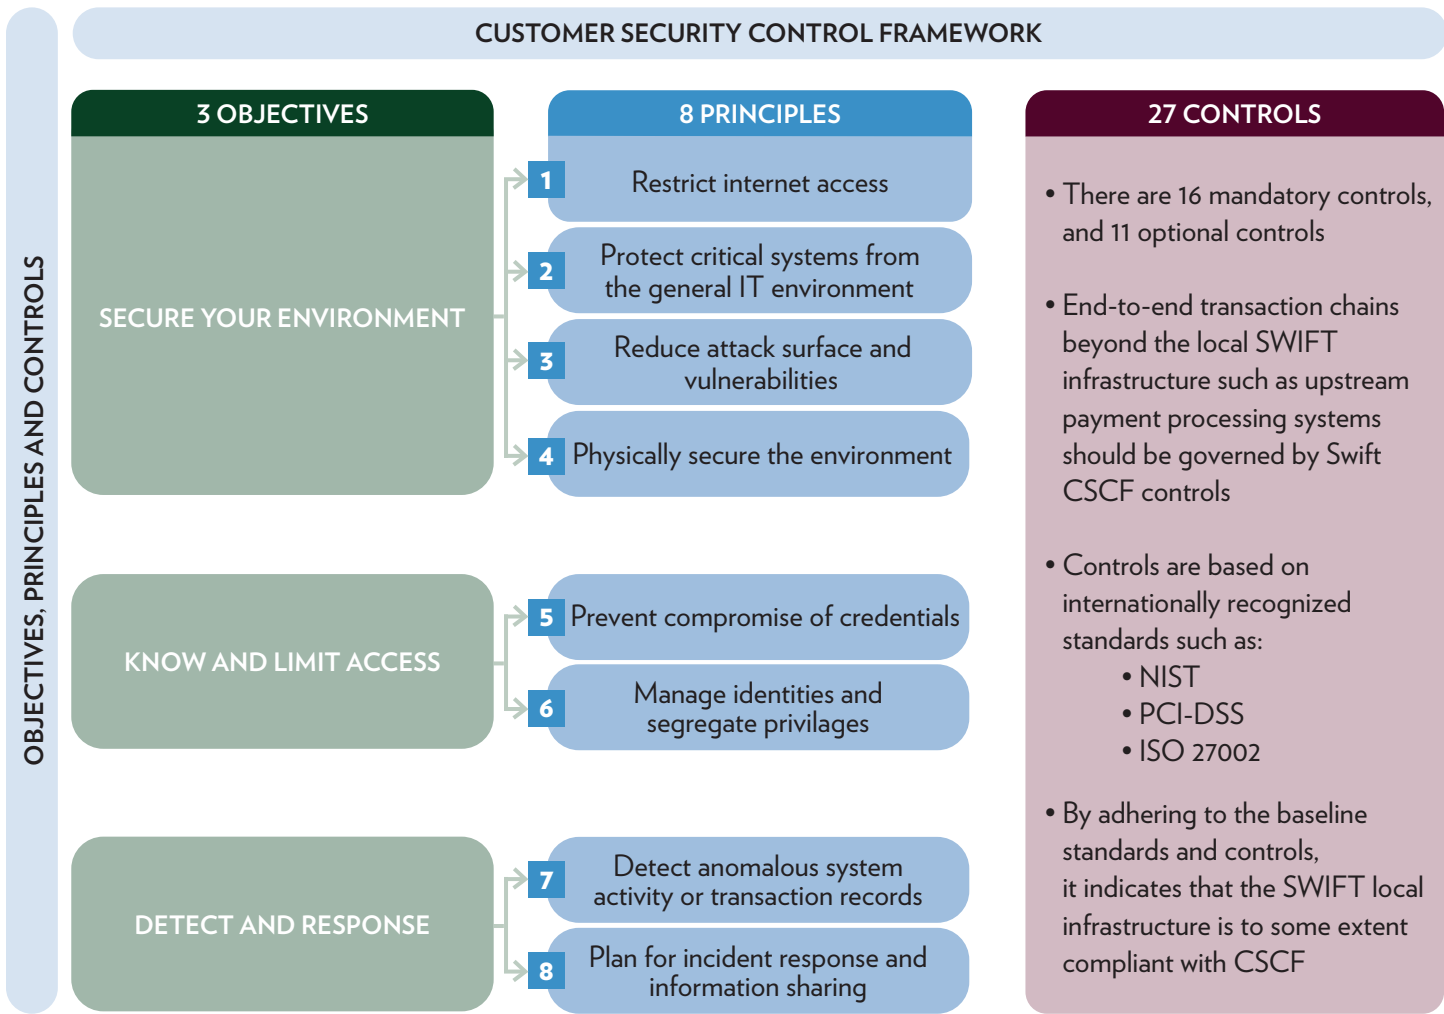 CUSTOMER SECURITY CONTROL FRAMEWORK
OBJECTIVES, PRINCIPLES AND CONTROLS
3 OBJECTIVES
SECURE YOUR ENVIRONMENT
KNOW AND LIMIT ACCESS
DETECT AND RESPONSE
8 PRINCIPLES
1 Restrict internet access
2 Protect critical systems from
the general IT environment
3 Reduce attack surface and
vulnerabilities
4 Physically secure the environment
5 Prevent compromise of credentials
6 Manage identities and
segregate privilages
7 Detect anomalous system
activity or transaction records
8 Plan for incident response and
information sharing
27 CONTROLS
• There are 16 mandatory controls,
and 11 optional controls
• End-to-end transaction chains
beyond the local SWIFT
infrastructure such as upstream
payment processing systems
should be governed by Swift
CSCF controls
• Controls are based on
internationally recognized
standards such as:
• NIST
• PCI-DSS
• ISO 27002
• By adhering to the baseline
standards and controls,
it indicates that the SWIFT local
infrastructure is to some extent
compliant with CSCF